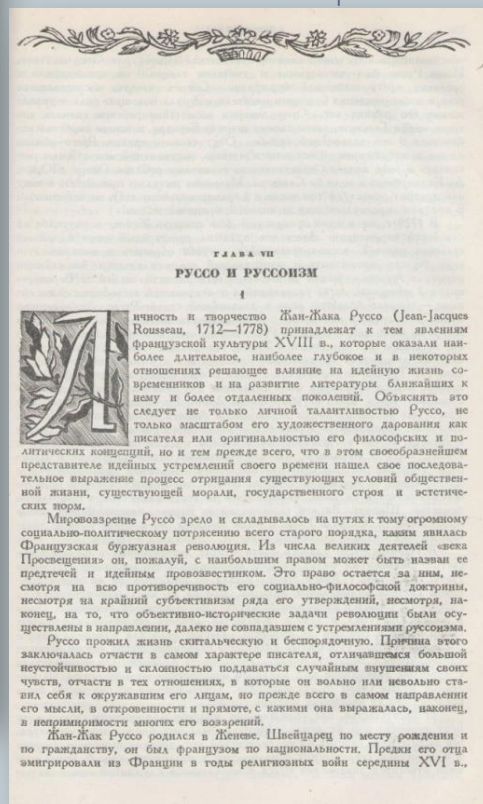 ГЛАВА VII
РУССО И РУССОИЗМ
1
Личность и творчество Жан-Жака Руссо (Jean-Jacques
Rousseau, 1712—1778) принадлежат к тем явлениям
французской культуры XVIII в., которые оказали наи-
более длительное, наиболее глубокое и в некоторых
отношениях решающее влияние на идейную жизнь со-
временников и на развитие литературы ближайших к
нему и более отдаленных поколений. Объяснять это
следует не только личной талантливостью Руссо, не
только масштабом его художественного дарования как
писателя или оригинальностью его философских и по-
литических концепций, но и тем прежде всего, что в этом своеобразнейшем
представителе идейных устремлений своего времени нашел свое последова-
тельное выражение процесс отрицания существующих условий обществен-
ной жизни, существующей морали, государственного строя и эстетиче-
ских норм.
Мировоззрение Руссо зрело и складывалось на путях к тому огромному
социально-политическому потрясению всего старого порядка, каким явилась
Французская буржуазная революция. Из числа великих деятелей «века
Просвещения» он, пожалуй, с наибольшим правом может быть назван ее
предтечей и идейным провозвестником. Это право остается за ним, не-
смотря на всю противоречивость его социально-философской доктрины,
несмотря на крайний субъективизм ряда его утверждений, несмотря, на-
конец, на то, что объективно-исторические задачи революции были осу-
ществлены в направлении, далеко не совпадавшем с устремлениями руссоизма.
Руссо прожил жизнь скитальческую и беспорядочную. Причина этого
заключалась отчасти в самом характере писателя, отличавшемся большой
неустойчивостью и склонностью поддаваться случайным внушениям своих
чувств, отчасти в тех отношениях, в которые он вольно или невольно ста-
вил себя к окружавшим его лицам, но прежде всего в самом направлении
его мысли, в откровенности и прямоте, с какими она выражалась, наконец,
в непримиримости многих его воззрений.
Жан-Жак Руссо родился в Женеве. Швейцарец по месту рождения и
по гражданству, он был французом по национальности. Предки его отца
эмигрировали из Франции в годы религиозных войн середины XVI в.,